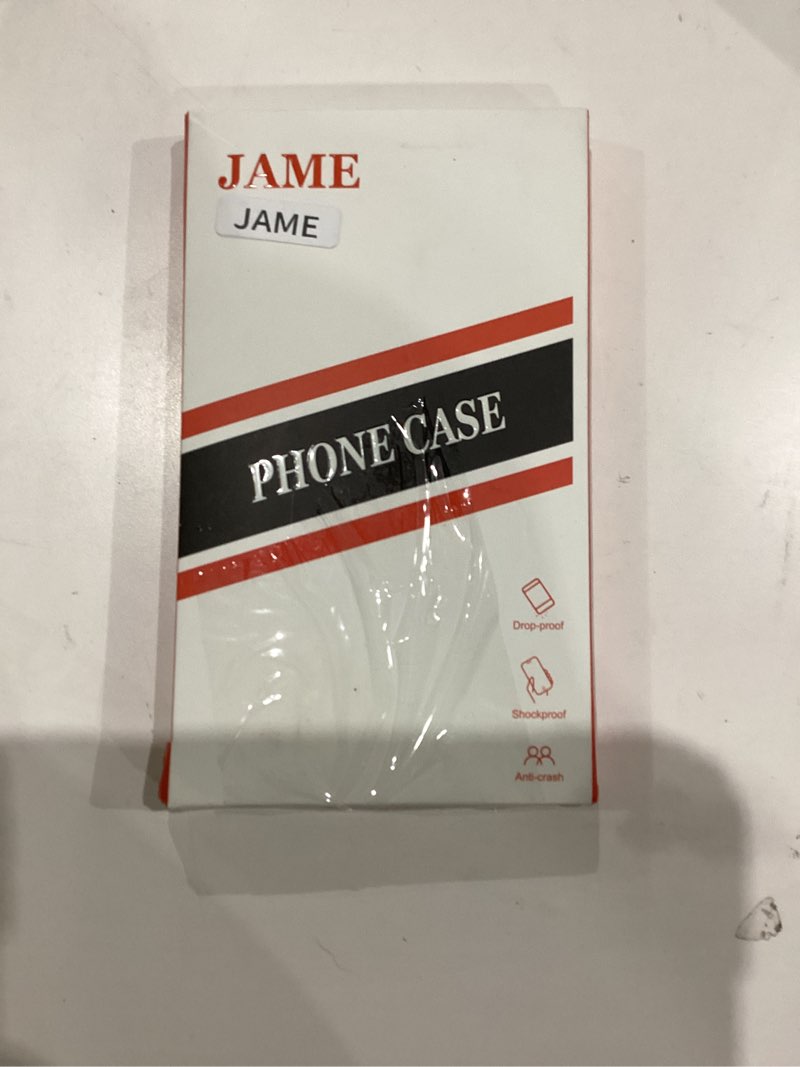 JAME
JAME
PHONE CASE
Drop-proof
Shockproof
Anti-crash